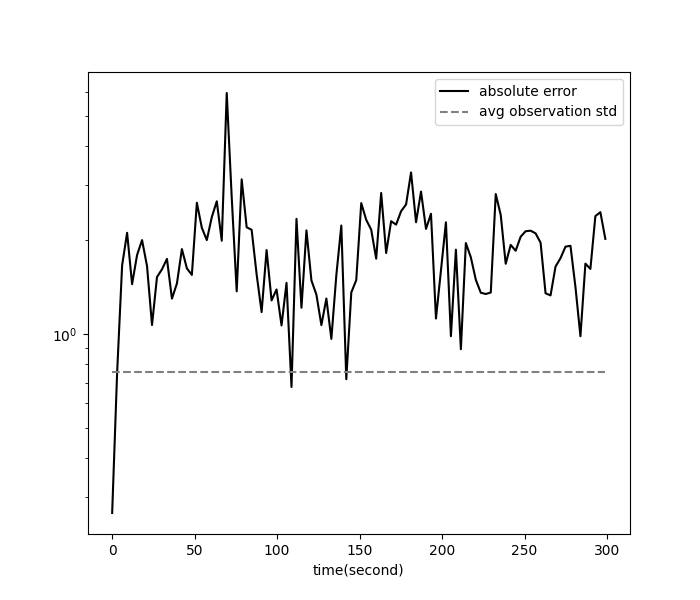 absolute error
avg observation std
10⁰
0 50 100 150 200 250 300
time(second)